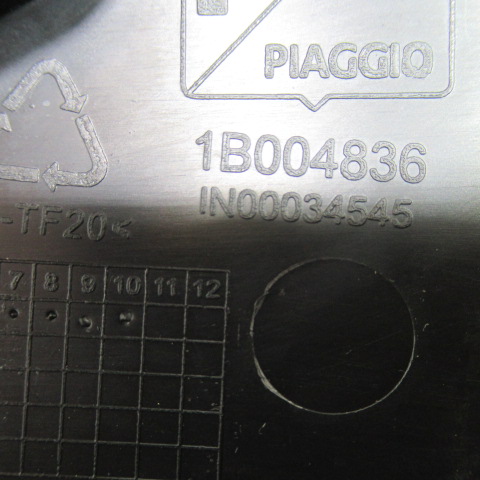 PIAGGIO
1B004836
IN00034545
-TF20<
7 8 9 10 11 12